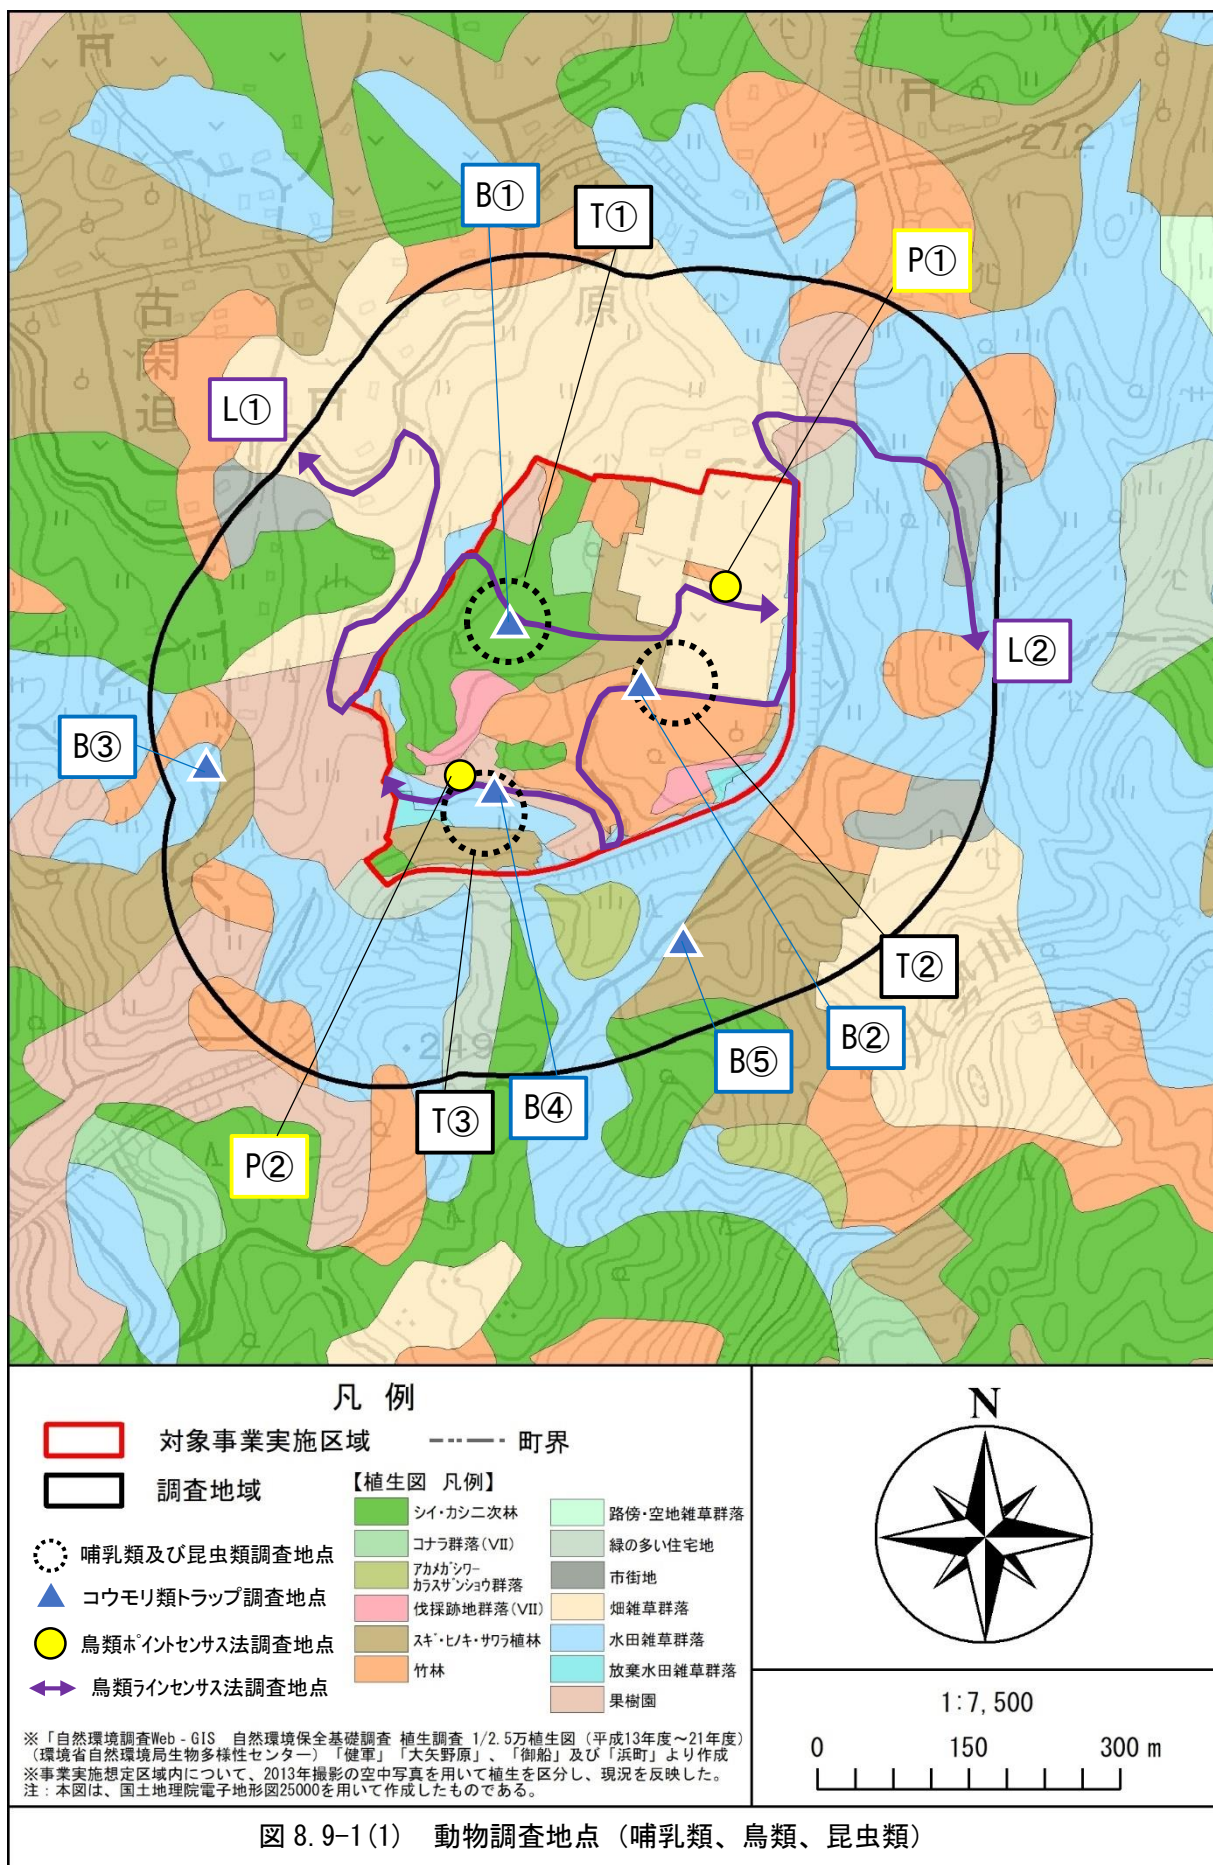 272
B①
T①
P①
原
古閑迫
L①
L②
B③
T②
B②
B⑤
・249
B④
T③
P②
200
凡 例
対象事業実施区域
町界
調査地域
哺乳類及び昆虫類調査地点
コウモリ類トラップ調査地点
鳥類ポイントセンサス法調査地点
鳥類ラインセンサス法調査地点
【植生図 凡例】
シイ・カシ二次林
コナラ群落(VII)
アカメガシワ-
カラスザンショウ群落
伐採跡地群落(VII)
スギ・ヒノキ・サワラ植林
竹林
路傍・空地雑草群落
緑の多い住宅地
市街地
畑雑草群落
水田雑草群落
放棄水田雑草群落
果樹園
※「自然環境調査Web-GIS 自然環境保全基礎調査 植生調査 1/2.5万植生図（平成13年度～21年度）
（環境省自然環境局生物多様性センター）「健軍」「大矢野原」、「御船」及び「浜町」より作成
※事業実施想定区域内について、2013年撮影の空中写真を用いて植生を区分し、現況を反映した。
注：本図は、国土地理院電子地形図25000を用いて作成したものである。
N
1:7,500
0 150 300 m
図 8.9-1(1) 動物調査地点（哺乳類、鳥類、昆虫類）